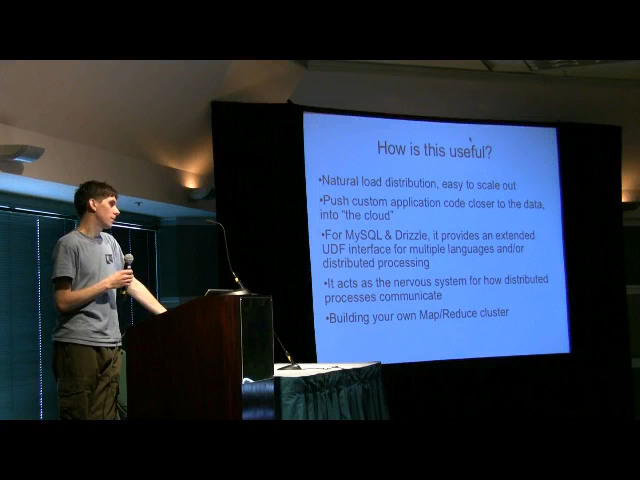 How is this useful?
•Natural load distribution, easy to scale out
•Push custom application code closer to the data,
into "the cloud"
•For MySQL & Drizzle, it provides an extended
UDF interface for multiple languages and/or
distributed processing
•It acts as the nervous system for how distributed
processes communicate
•Building your own Map/Reduce cluster